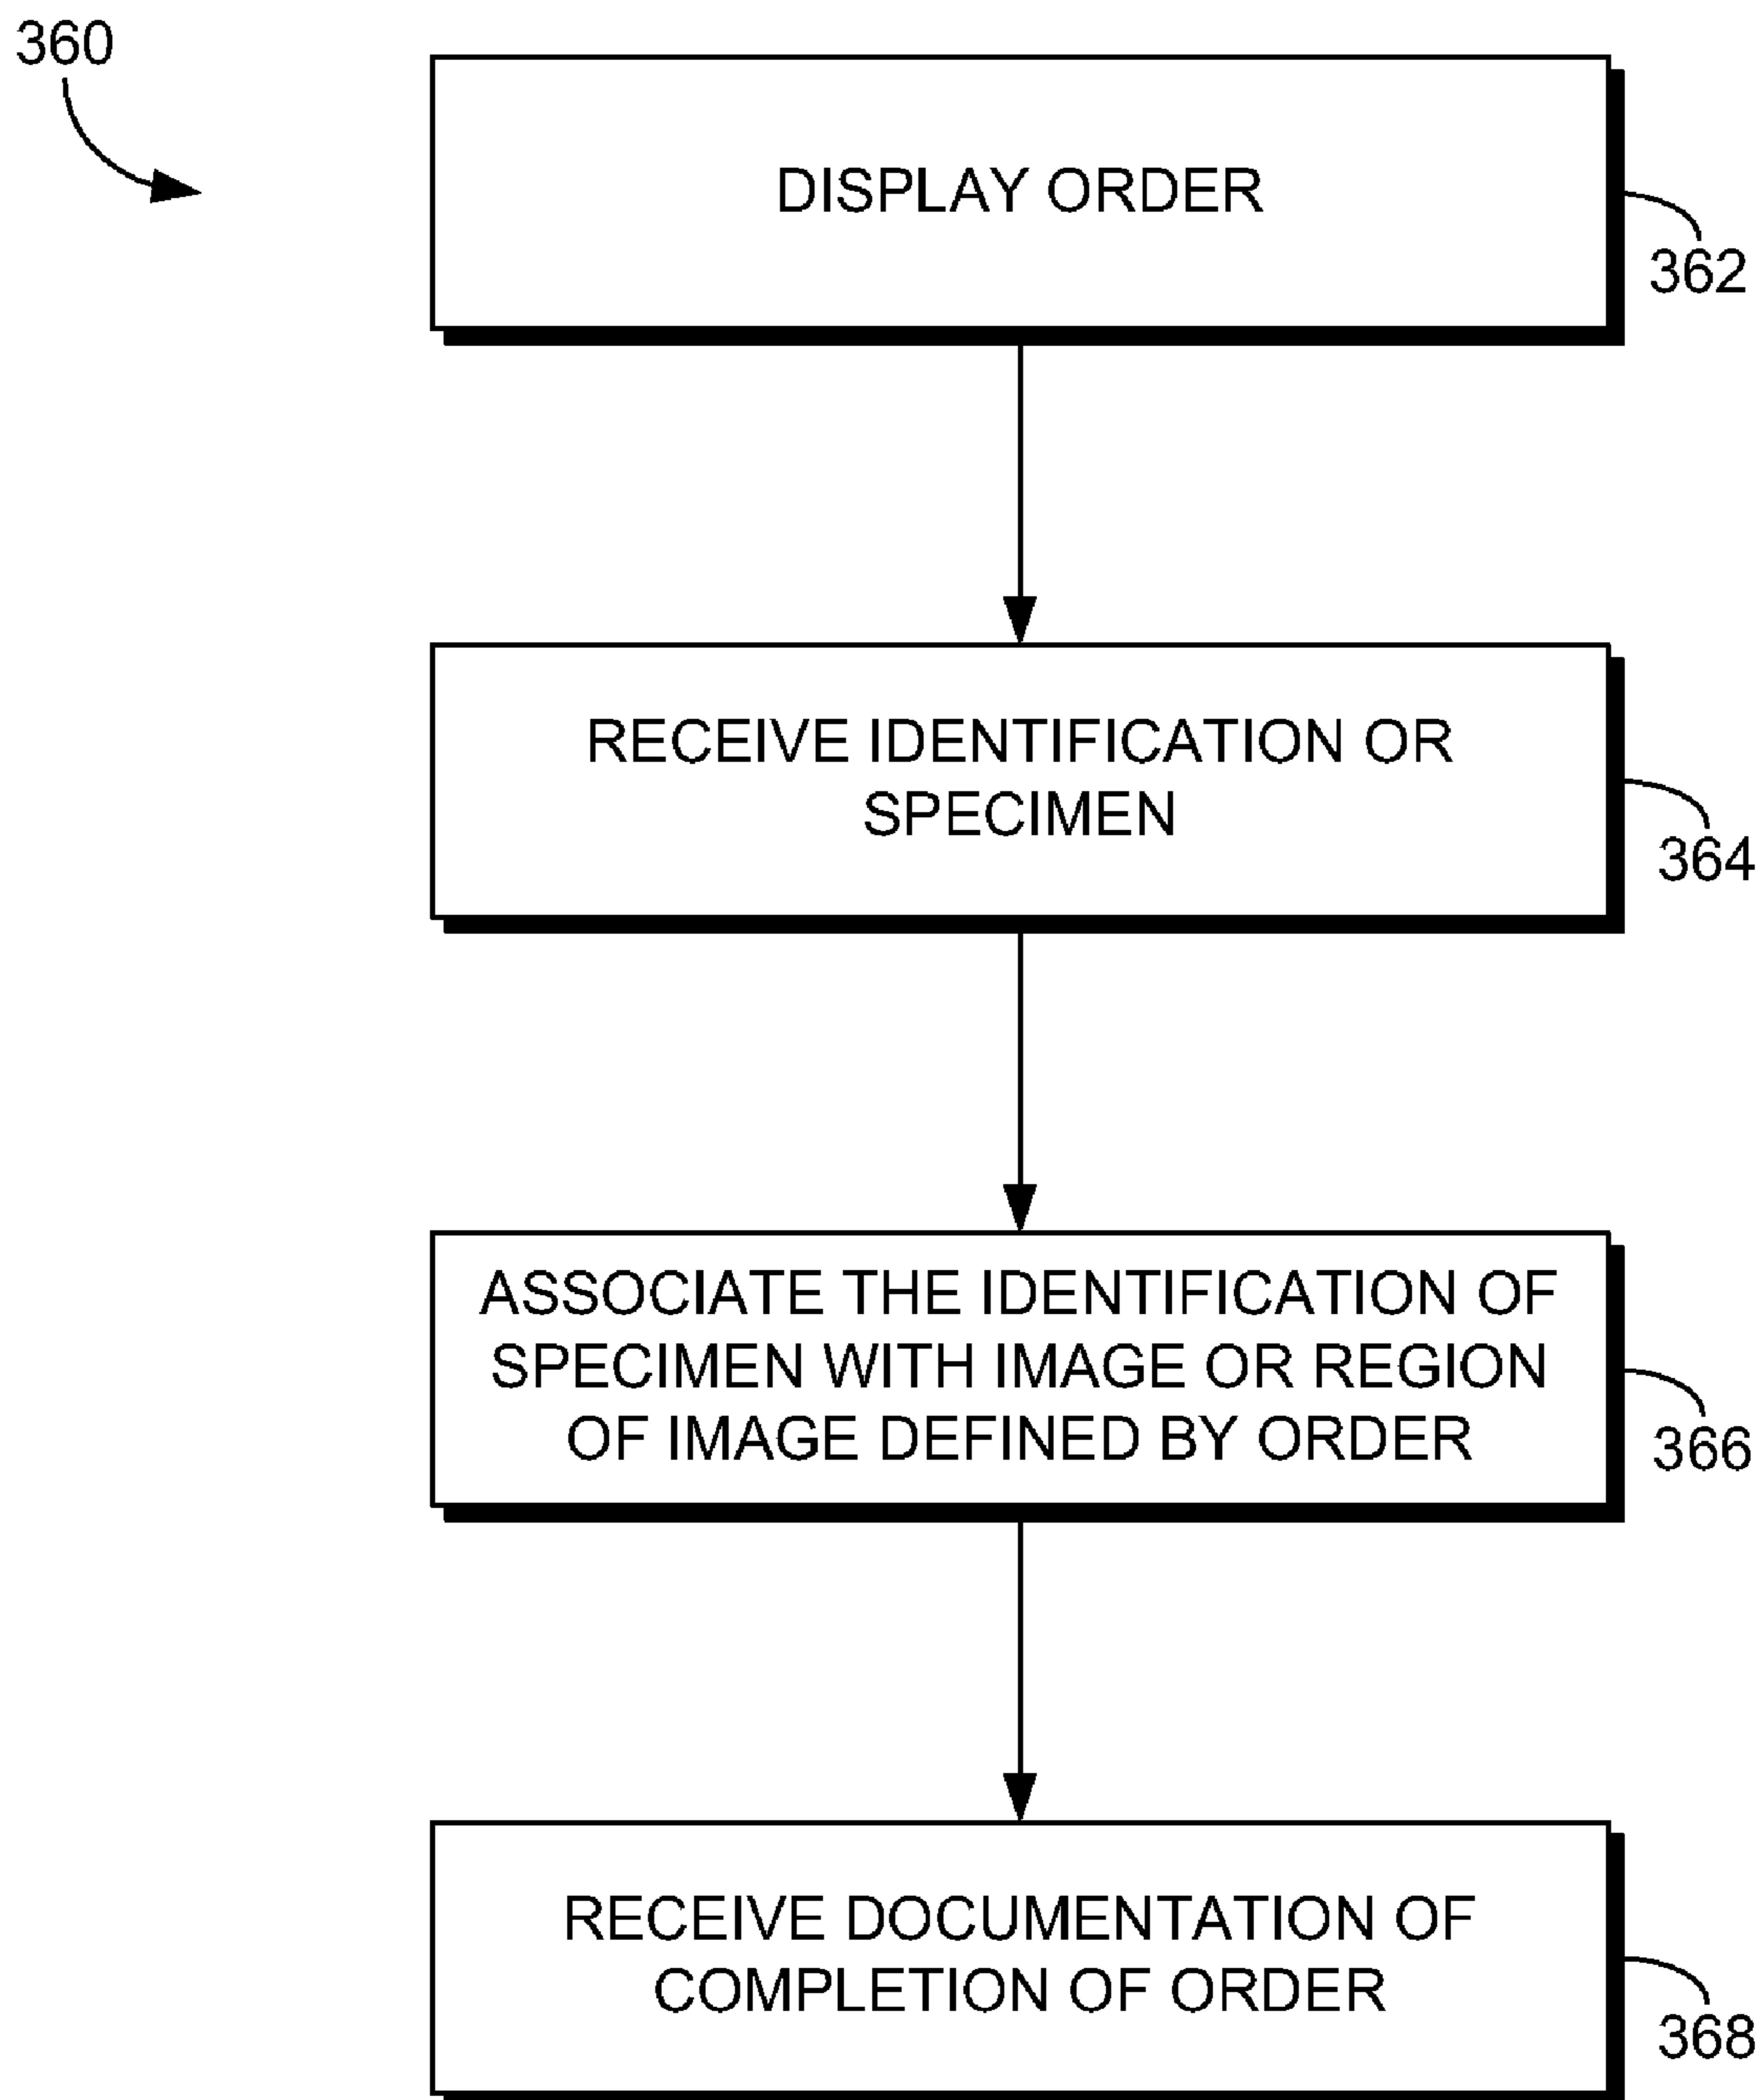 360
DISPLAY ORDER
362
RECEIVE IDENTIFICATION OR
SPECIMEN
364
ASSOCIATE THE IDENTIFICATION OF
SPECIMEN WITH IMAGE OR REGION
OF IMAGE DEFINED BY ORDER
366
RECEIVE DOCUMENTATION OF
COMPLETION OF ORDER
368